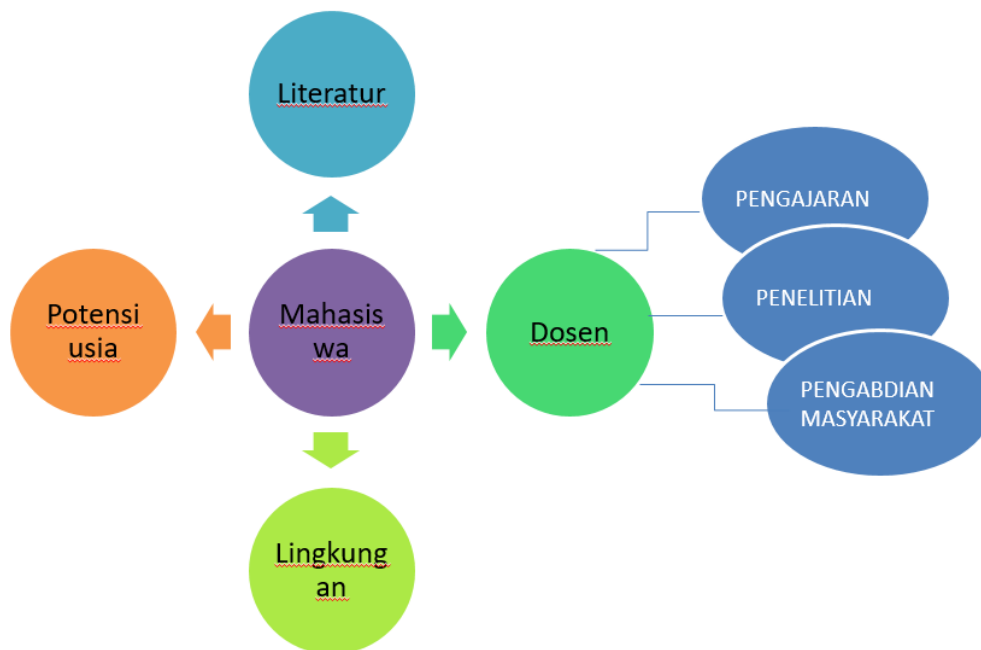 Literatur
Potensi
usia
Mahasis
wa
Dosen
Lingkung
an
PENGAJARAN
PENELITIAN
PENGABDIAN
MASYARAKAT